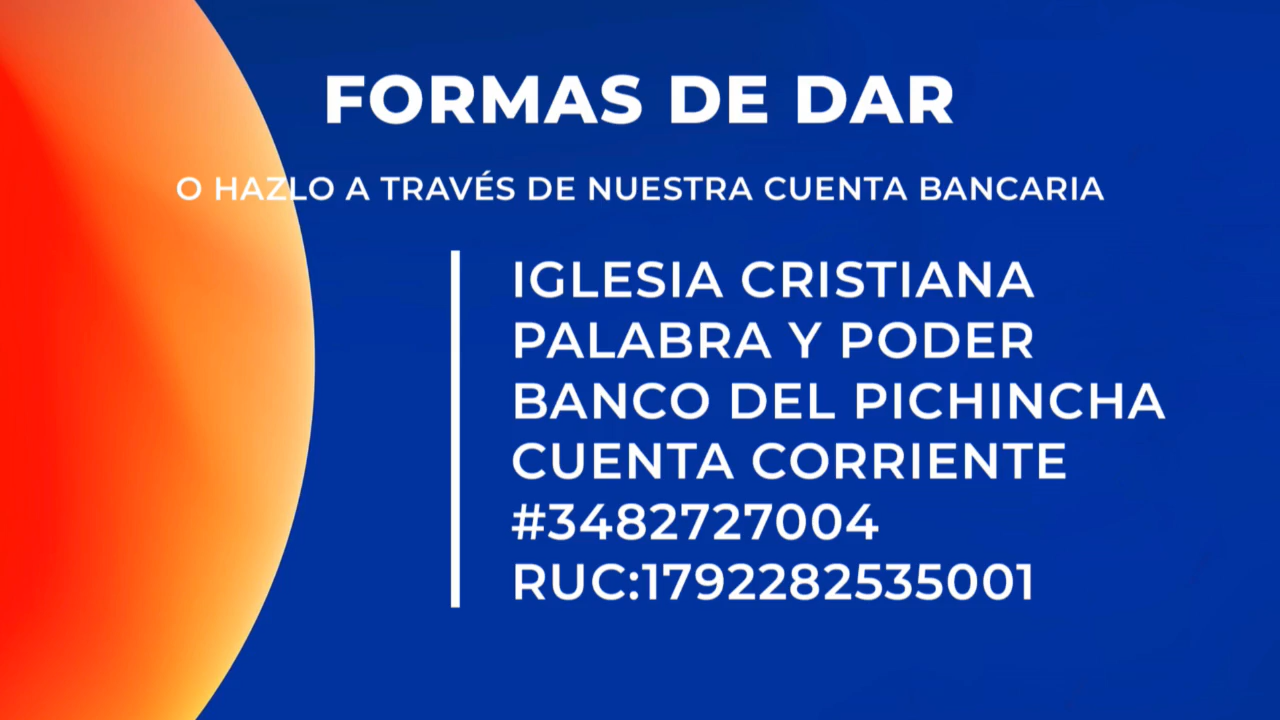 FORMAS DE DAR
O HAZLO A TRAVÉS DE NUESTRA CUENTA BANCARIA
IGLESIA CRISTIANA
PALABRA Y PODER
BANCO DEL PICHINCHA
CUENTA CORRIENTE
#3482727004
RUC:1792282535001